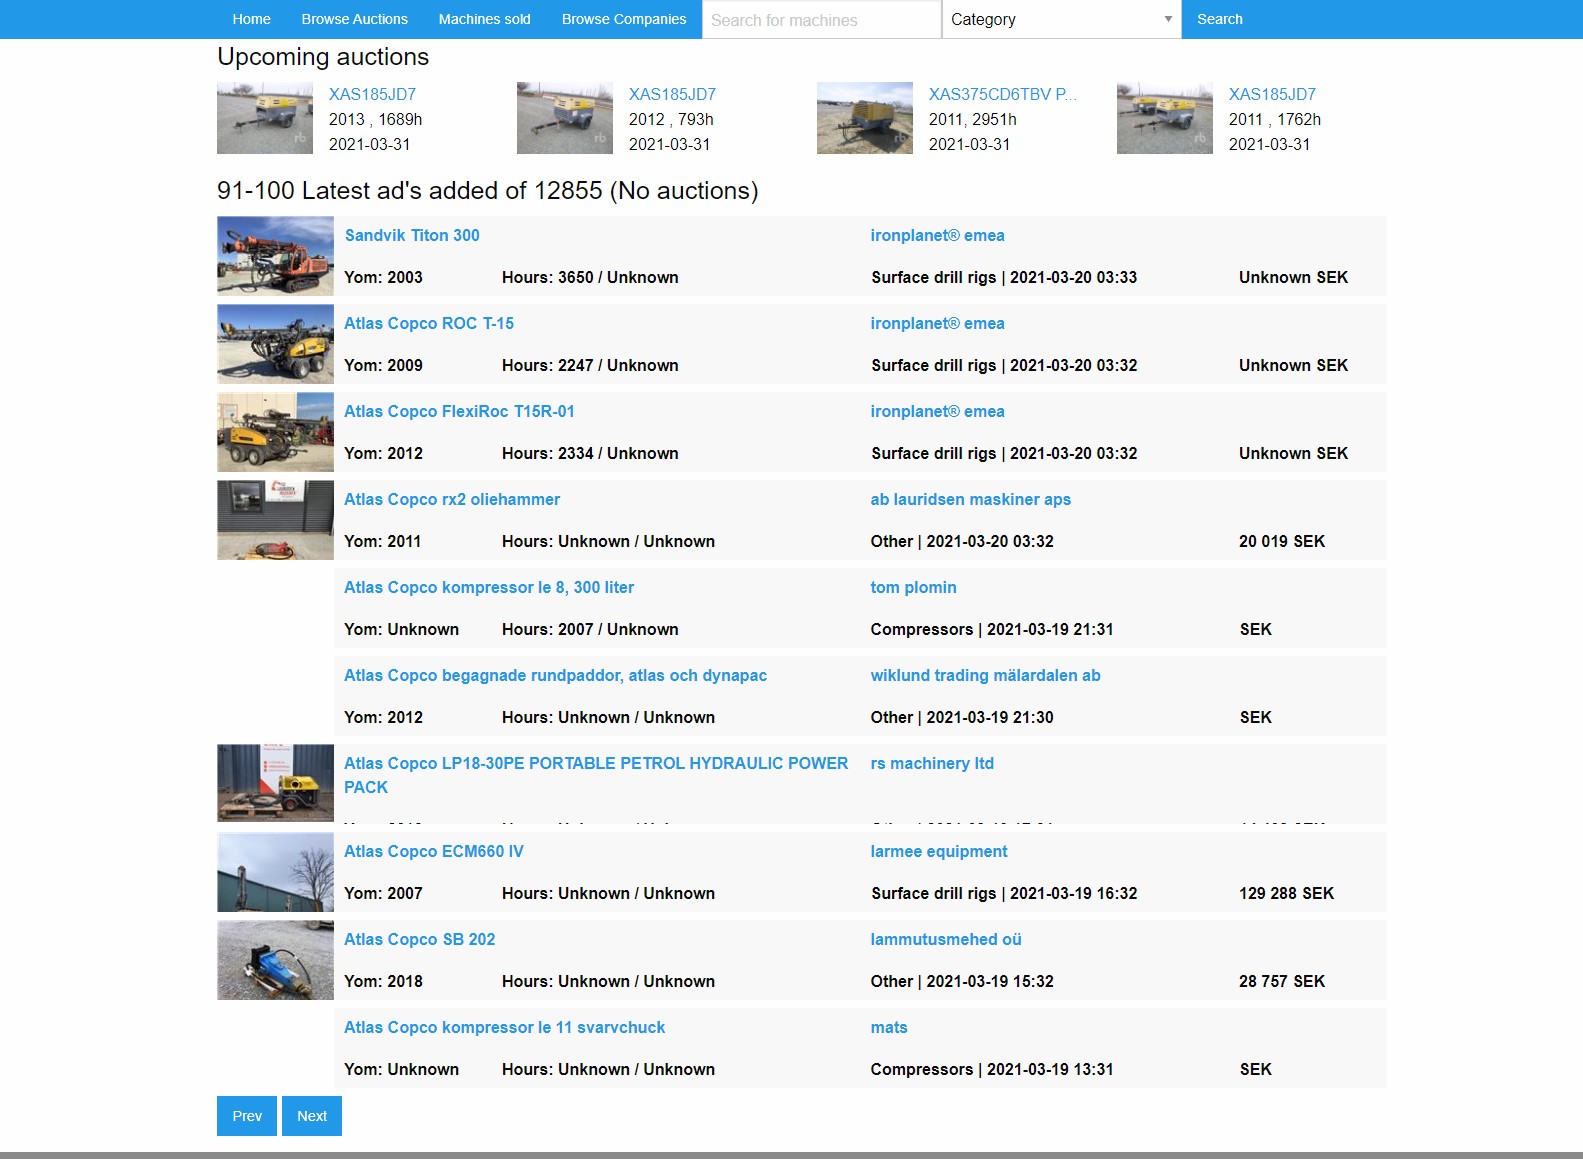 Home Browse Auctions Machines sold Browse Companies Search for machines Category Search
Upcoming auctions
XAS185JD7
2013 , 1689h
2021-03-31
XAS185JD7
2012 , 793h
2021-03-31
XAS375CD6TBV P...
2011, 2951h
2021-03-31
XAS185JD7
2011 , 1762h
2021-03-31
rb
rb
rb
rb
91-100 Latest ad's added of 12855 (No auctions)
Sandvik Titon 300 ironplanet® emea
Yom: 2003 Hours: 3650 / Unknown Surface drill rigs | 2021-03-20 03:33 Unknown SEK
Atlas Copco ROC T-15 ironplanet® emea
Yom: 2009 Hours: 2247 / Unknown Surface drill rigs | 2021-03-20 03:32 Unknown SEK
Atlas Copco FlexiRoc T15R-01 ironplanet® emea
Yom: 2012 Hours: 2334 / Unknown Surface drill rigs | 2021-03-20 03:32 Unknown SEK
Atlas Copco rx2 oliehammer ab lauridsen maskiner aps
Yom: 2011 Hours: Unknown / Unknown Other | 2021-03-20 03:32 20 019 SEK
Atlas Copco kompressor le 8, 300 liter tom plomin
Yom: Unknown Hours: 2007 / Unknown Compressors | 2021-03-19 21:31 SEK
Atlas Copco begagnade rundpaddor, atlas och dynapac wiklund trading mälardalen ab
Yom: 2012 Hours: Unknown / Unknown Other | 2021-03-19 21:30 SEK
Atlas Copco LP18-30PE PORTABLE PETROL HYDRAULIC POWER rs machinery ltd
PACK
Atlas Copco ECM660 IV larmee equipment
Yom: 2007 Hours: Unknown / Unknown Surface drill rigs | 2021-03-19 16:32 129 288 SEK
Atlas Copco SB 202 lammutusmehed oü
Yom: 2018 Hours: Unknown / Unknown Other | 2021-03-19 15:32 28 757 SEK
Atlas Copco kompressor le 11 svarvchuck mats
Yom: Unknown Hours: Unknown / Unknown Compressors | 2021-03-19 13:31 SEK
Prev Next